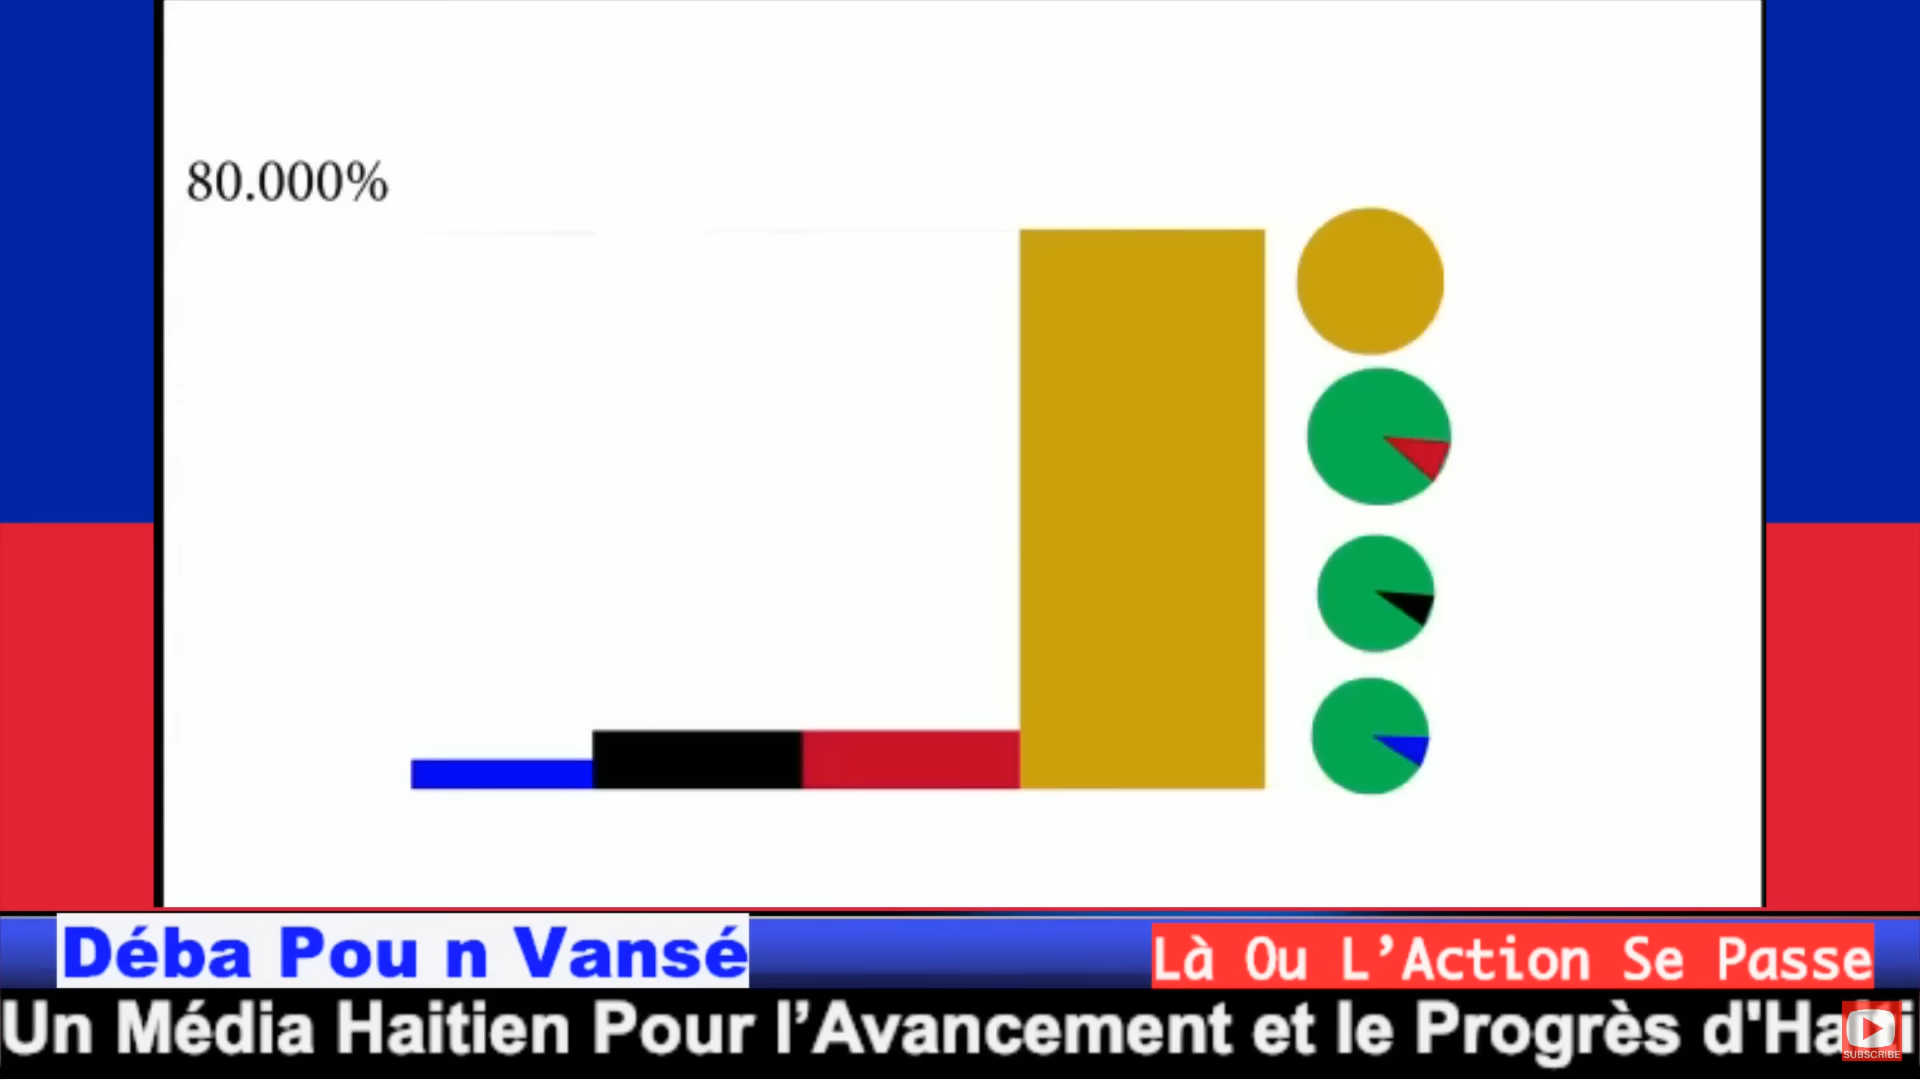 80.000%
Déba Pou n Vansé
Là Ou L’Action Se Passe
Un Média Haitien Pour l’Avancement et le Progrès
SUBSCRIBE